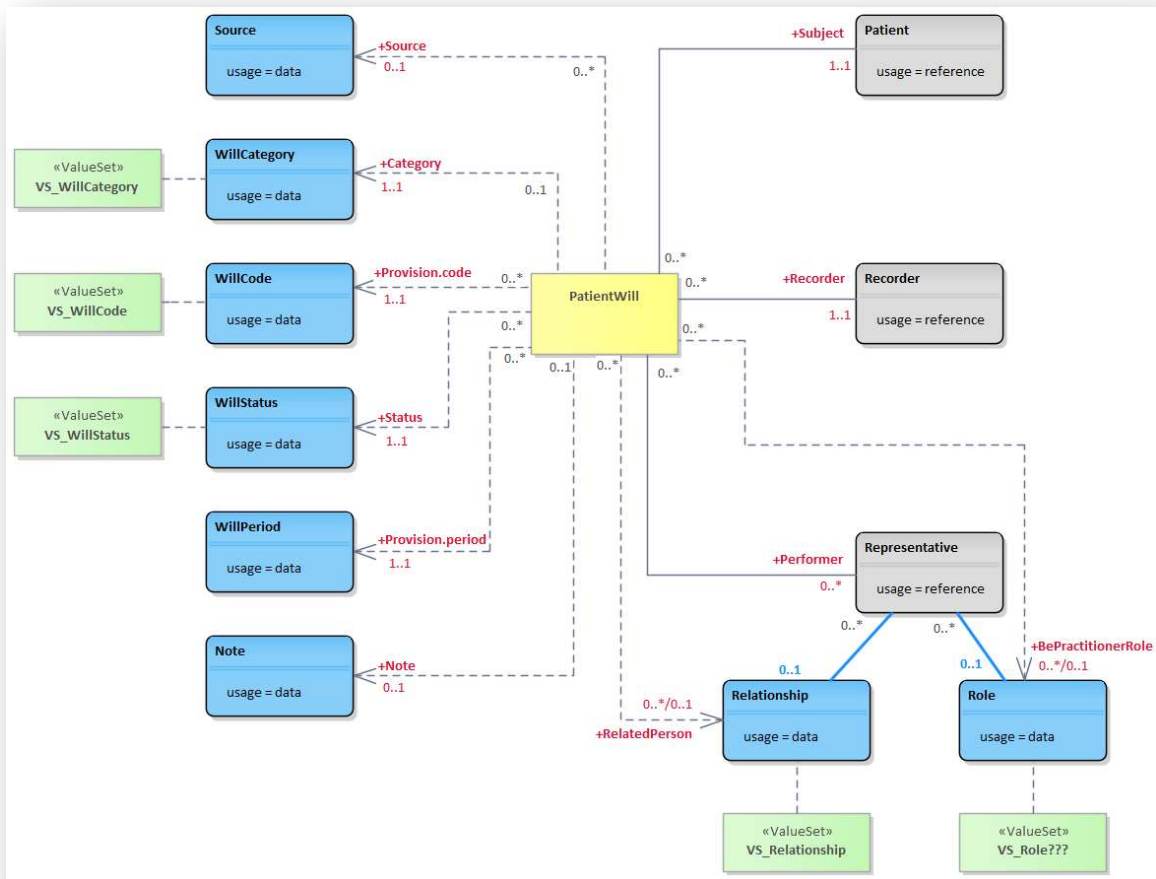 Source
usage = data
+Source
0..1
0..*
+Subject
1..1
Patient
usage = reference
«ValueSet»
VS_WillCategory
WillCategory
usage = data
+Category
1..1
0..1
0..*
«ValueSet»
VS_WillCode
WillCode
usage = data
+Provision.code
1..1
0..*
PatientWill
0..*
+Recorder
1..1
Recorder
usage = reference
0..*
0..*
0..1
0..*
0..*
0..*
«ValueSet»
VS_WillStatus
WillStatus
usage = data
+Status
1..1
WillPeriod
usage = data
+Provision.period
1..1
+Performer
0..*
Representative
usage = reference
0..*
0..*
Note
usage = data
+Note
0..1
0..1
0..1
+BePractitionerRole
0..*/0..1
0..*/0..1
+RelatedPerson
Relationship
usage = data
Role
usage = data
«ValueSet»
VS_Relationship
«ValueSet»
VS_Role???